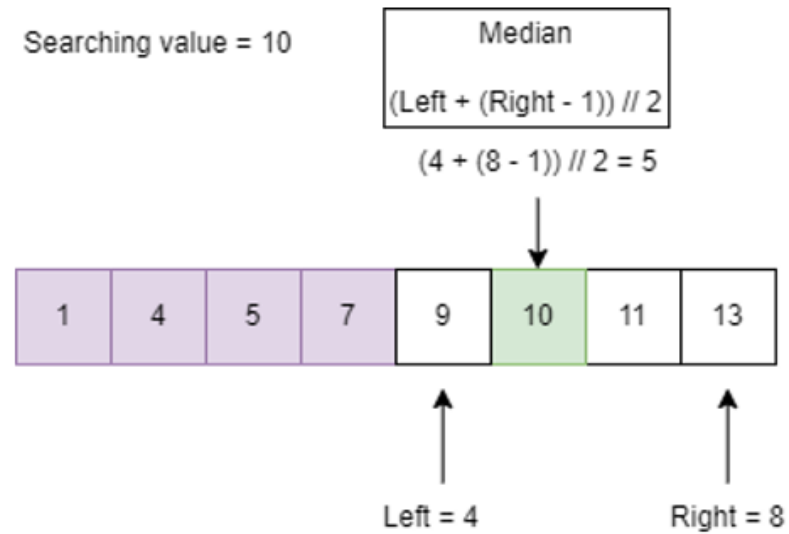 Searching value = 10
Median
(Left + (Right - 1)) // 2
(4 + (8 - 1)) // 2 = 5
1 4 5 7 9 10 11 13
Left = 4
Right = 8